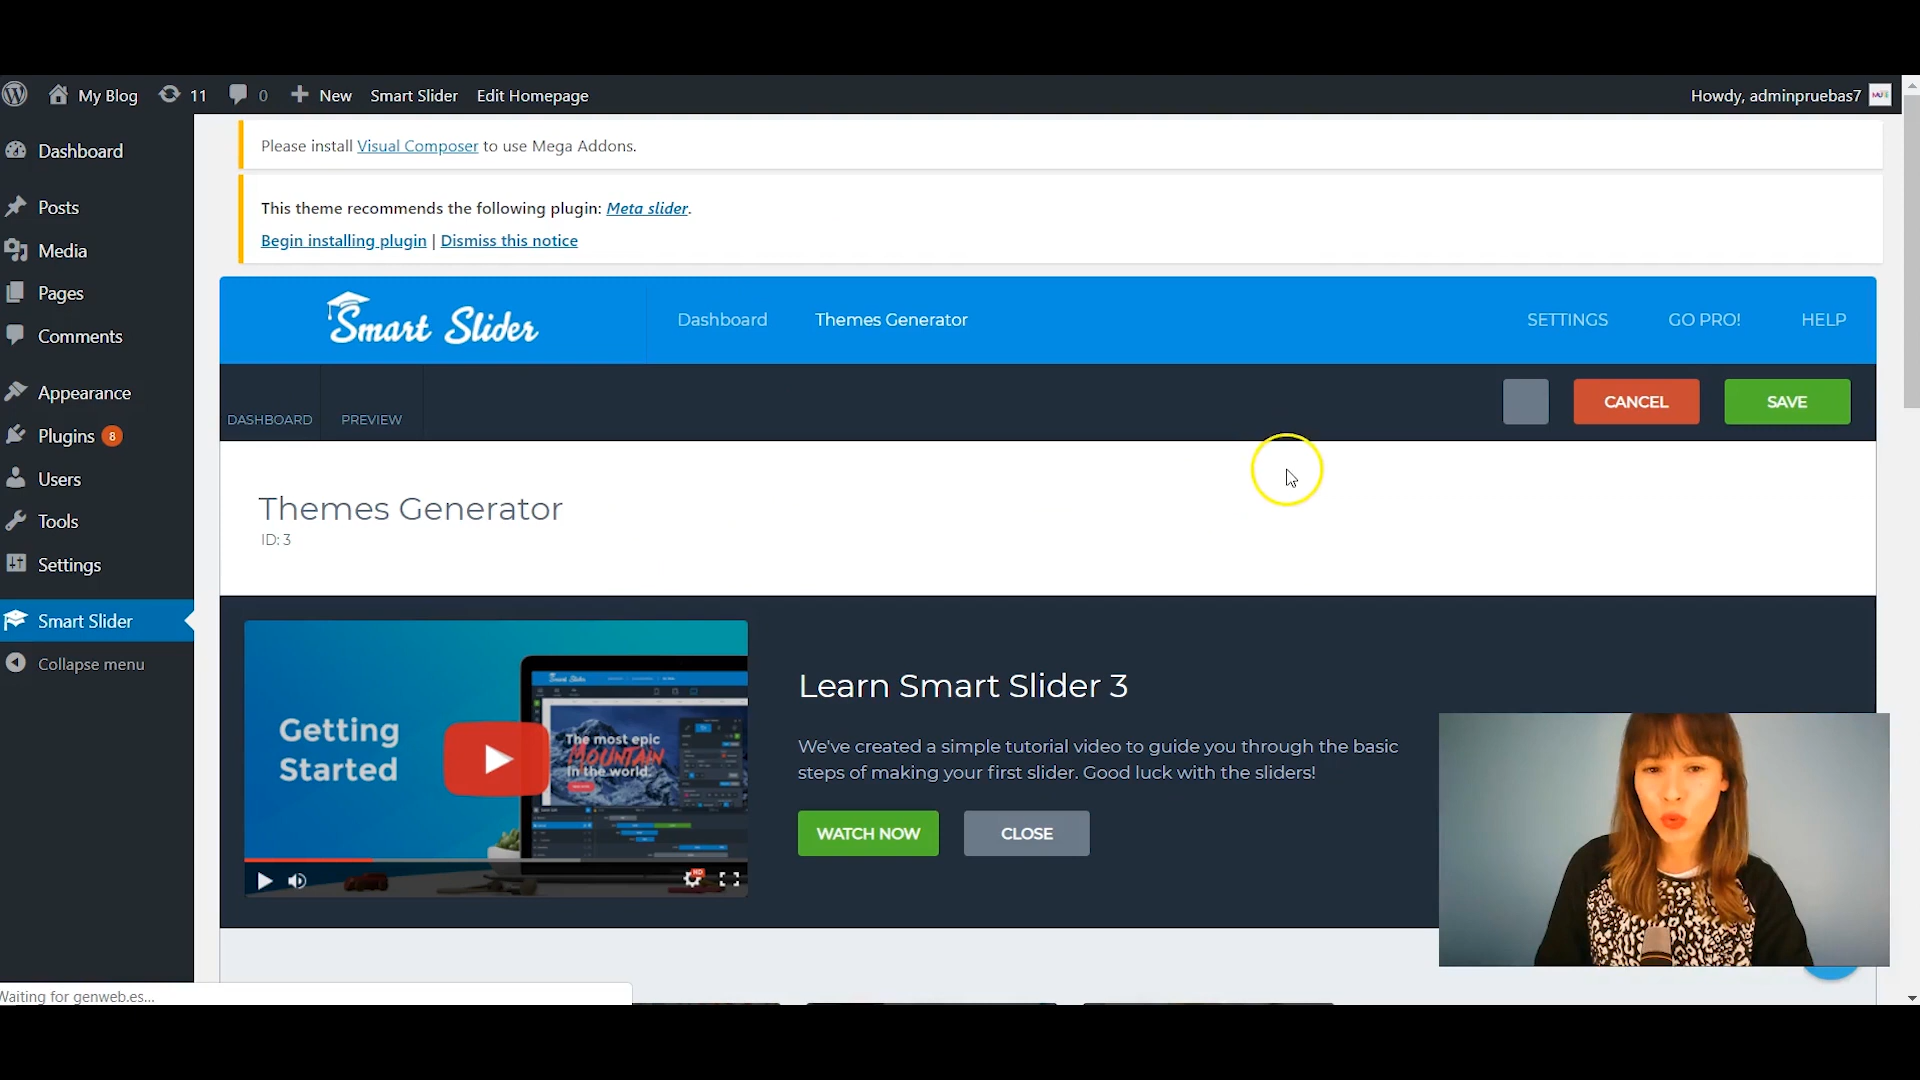 My Blog 11 0 New Smart Slider Edit Homepage Howdy, adminpruebas7
Dashboard
Posts
Media
Pages
Comments
Appearance
Plugins 8
Users
Tools
Settings
Smart Slider
Collapse menu
Please install Visual Composer to use Mega Addons.
This theme recommends the following plugin: Meta slider.
Begin installing plugin | Dismiss this notice
Smart Slider Dashboard Themes Generator SETTINGS GO PRO! HELP
DASHBOARD PREVIEW CANCEL SAVE
Themes Generator
ID: 3
Getting
Started
The most epic
MOUNTAIN
in the world.
HD
Learn Smart Slider 3
We've created a simple tutorial video to guide you through the basic
steps of making your first slider. Good luck with the sliders!
WATCH NOW CLOSE
Waiting for genweb.es...